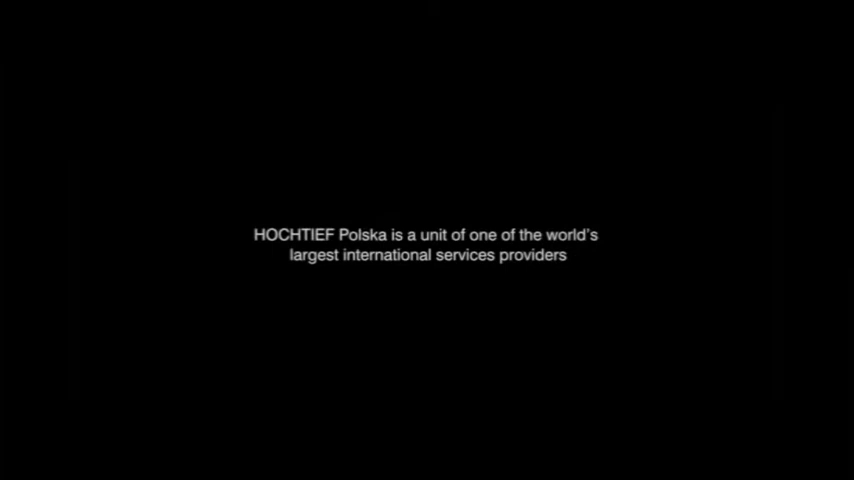 HOCHTIEF Polska is a unit of one of the world's
largest international services providers